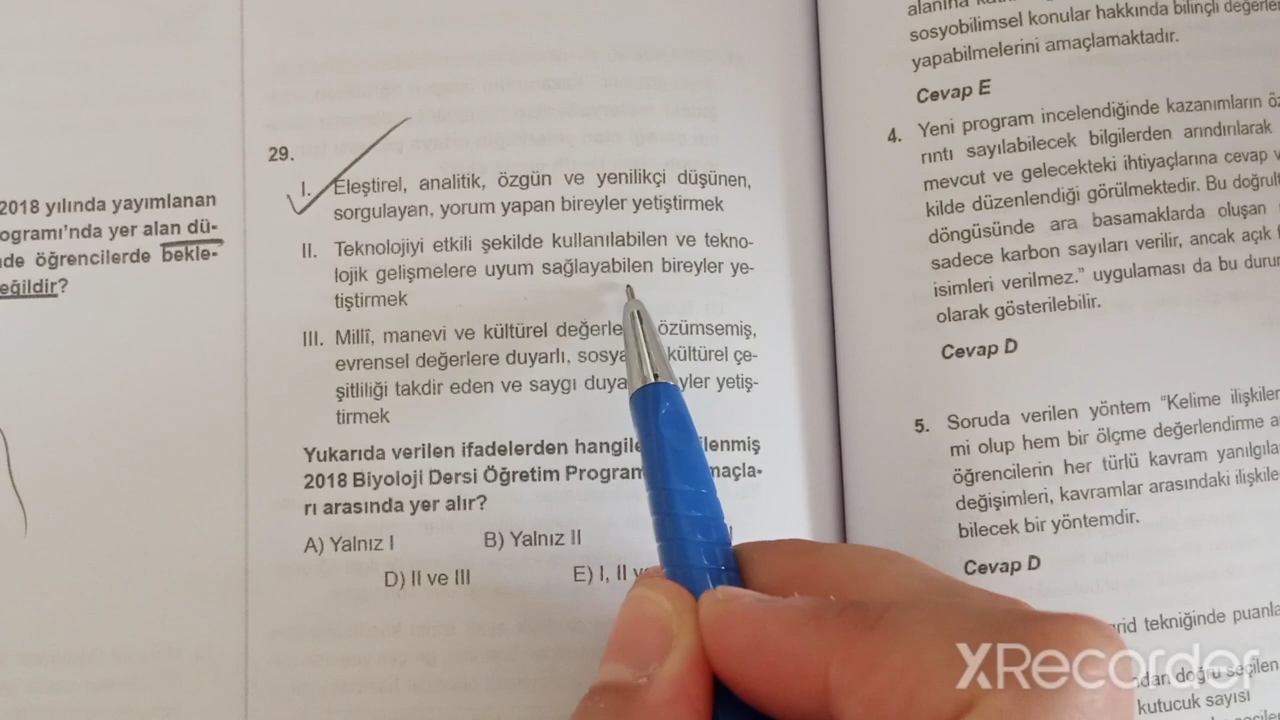 2018 yılında yayımlanan
ogramı'nda yer alan dü-
de öğrencilerde bekle-
eğildir?
29.
I. Eleştirel, analitik, özgün ve yenilikçi düşünen,
sorgulayan, yorum yapan bireyler yetiştirmek
II. Teknolojiyi etkili şekilde kullanılabilen ve tekno-
lojik gelişmelere uyum sağlayabilen bireyler ye-
tiştirmek
III. Millî, manevi ve kültürel değerle özümsemiş,
evrensel değerlere duyarlı, sosya kültürel çe-
şitliliği takdir eden ve saygı duya yler yetiş-
tirmek
Yukarıda verilen ifadelerden hangile ilenmiş
2018 Biyoloji Dersi Öğretim Program maçla-
rı arasında yer alır?
A) Yalnız I B) Yalnız II
D) II ve III E) I, II v
sosyobilimsel konular hakkında bilinçli değerle
yapabilmelerini amaçlamaktadır.
Cevap E
4. Yeni program incelendiğinde kazanımların öz
rıntı sayılabilecek bilgilerden arındırılarak
mevcut ve gelecekteki ihtiyaçlarına cevap v
kilde düzenlendiği görülmektedir. Bu doğrult
döngüsünde ara basamaklarda oluşan
sadece karbon sayıları verilir, ancak açık f
isimleri verilmez." uygulaması da bu durum
olarak gösterilebilir.
Cevap D
5. Soruda verilen yöntem "Kelime ilişkiler
mi olup hem bir ölçme değerlendirme a
öğrencilerin her türlü kavram yanılgıla
değişimleri, kavramlar arasındaki ilişkile
bilecek bir yöntemdir.
Cevap D
rid tekniğinde puanla
ndan doğru seçilen
kutucuk sayısı
XRecorder